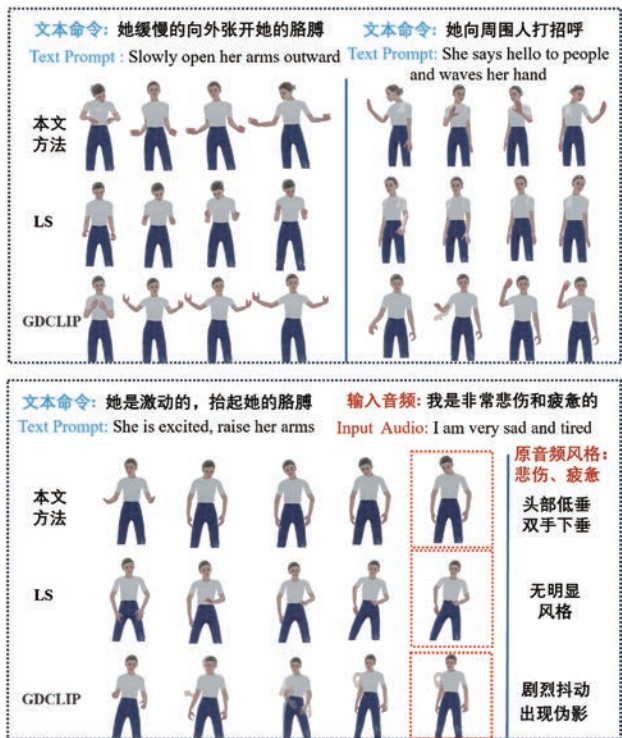 文本命令: 她缓慢的向外张开她的胳膊
Text Prompt : Slowly open her arms outward
文本命令: 她向周围人打招呼
Text Prompt: She says hello to people
and waves her hand
本文
方法
LS
GDCLIP
文本命令: 她是激动的，抬起她的胳膊
Text Prompt: She is excited, raise her arms
输入音频: 我是非常悲伤和疲惫的
Input Audio: I am very sad and tired
原音频风格:
悲伤、疲惫
本文
方法
头部低垂
双手下垂
LS
无明显
风格
GDCLIP
剧烈抖动
出现伪影